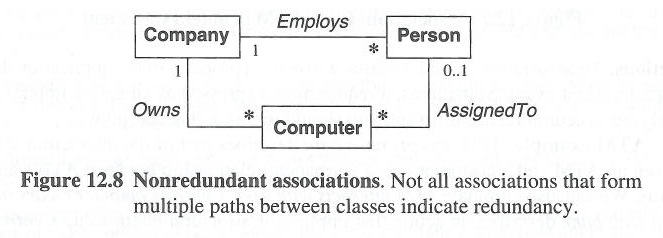 Employs
Company Person
1 *
1 0..1
Owns * * AssignedTo
Computer
Figure 12.8 Nonredundant associations. Not all associations that form
multiple paths between classes indicate redundancy.